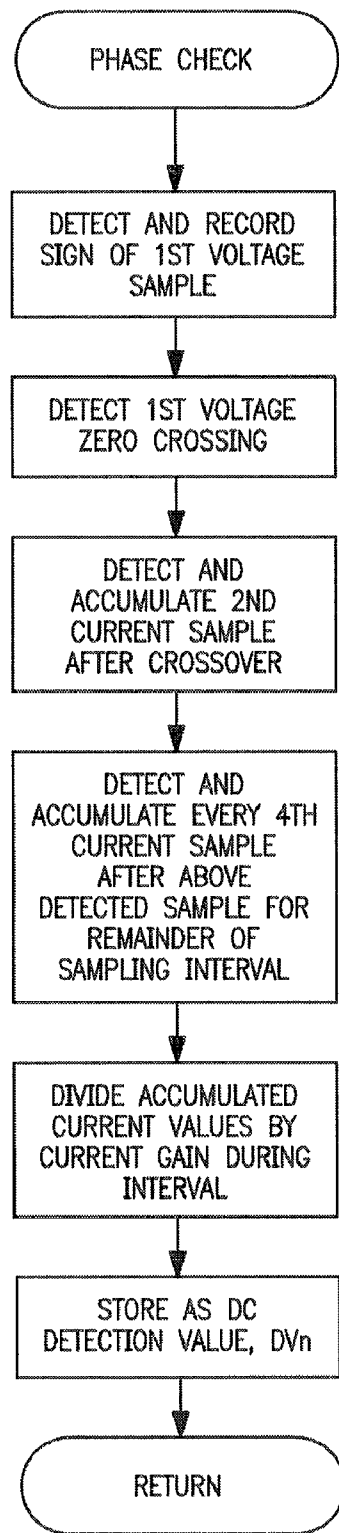 PHASE CHECK
DETECT AND RECORD
SIGN OF 1ST VOLTAGE
SAMPLE
DETECT 1ST VOLTAGE
ZERO CROSSING
DETECT AND
ACCUMULATE 2ND
CURRENT SAMPLE
AFTER CROSSOVER
DETECT AND
ACCUMULATE EVERY 4TH
CURRENT SAMPLE
AFTER ABOVE
DETECTED SAMPLE FOR
REMAINDER OF
SAMPLING INTERVAL
DIVIDE ACCUMULATED
CURRENT VALUES BY
CURRENT GAIN DURING
INTERVAL
STORE AS DC
DETECTION VALUE, DVn
RETURN